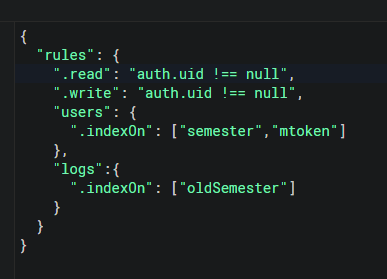 {
"rules": {
".read": "auth.uid !== null",
".write": "auth.uid !== null",
"users": {
".indexOn": ["semester","mtoken"]
},
"logs":{
".indexOn": ["oldSemester"]
}
}
}